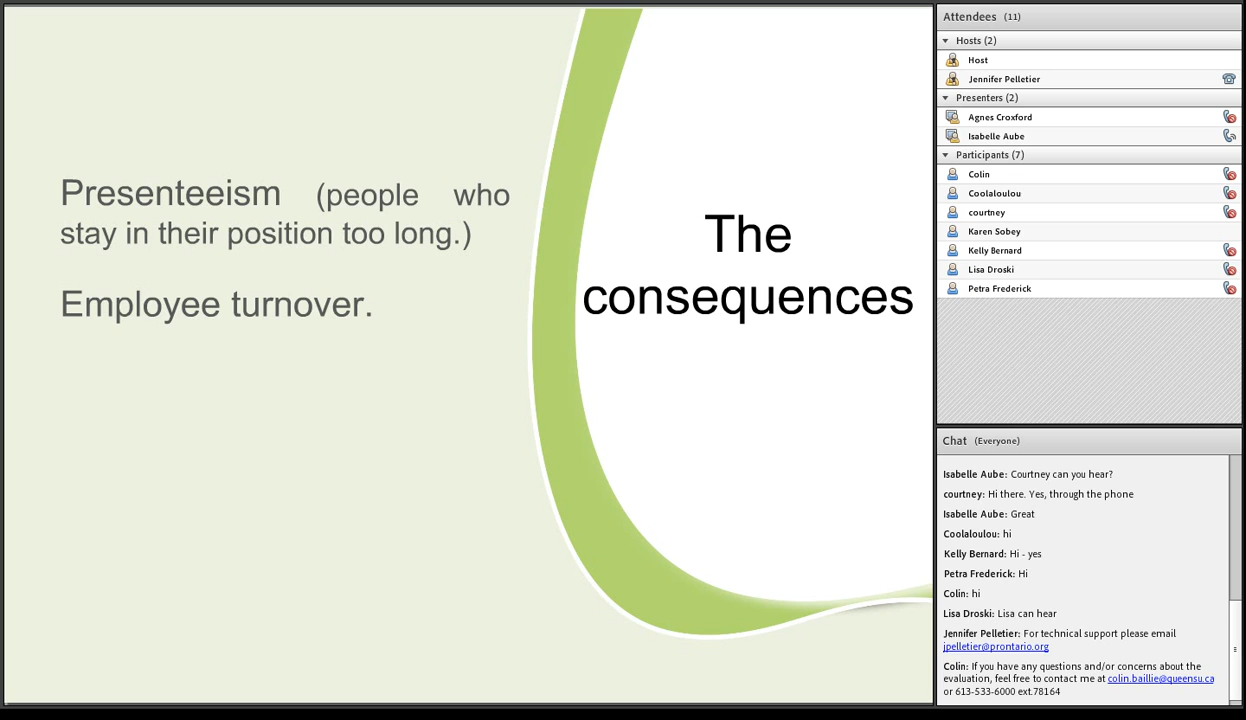 Presenteeism (people who
stay in their position too long.)
Employee turnover.
The
consequences
Attendees (11)
Hosts (2)
Host
Jennifer Pelletier
Presenters (2)
Agnes Croxford
Isabelle Aube
Participants (7)
Colin
Coolaloulou
courtney
Karen Sobey
Kelly Bernard
Lisa Droski
Petra Frederick
Chat (Everyone)
Isabelle Aube: Courtney can you hear?
courtney: Hi there. Yes, through the phone
Isabelle Aube: Great
Coolaloulou: hi
Kelly Bernard: Hi - yes
Petra Frederick: Hi
Colin: hi
Lisa Droski: Lisa can hear
Jennifer Pelletier: For technical support please email
jpelletier@prontario.org
Colin: If you have any questions and/or concerns about the
evaluation, feel free to contact me at colin.baillie@queensu.ca
or 613-533-6000 ext.78164